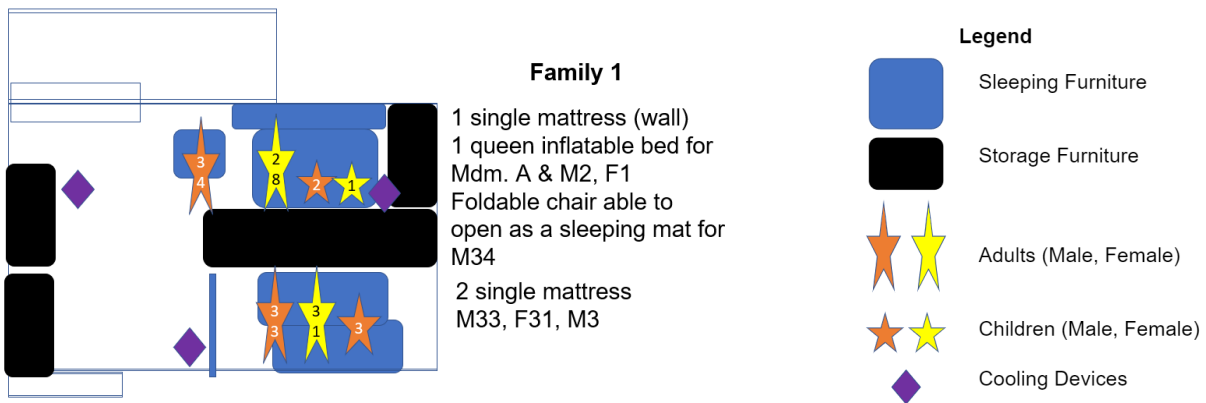 Family 1
1 single mattress (wall)
1 queen inflatable bed for
Mdm. A & M2, F1
Foldable chair able to
open as a sleeping mat for
M34
2 single mattress
M33, F31, M3
3
4
2
8
2
1
3
3
3
1
3
Legend
Sleeping Furniture
Storage Furniture
Adults (Male, Female)
Children (Male, Female)
Cooling Devices